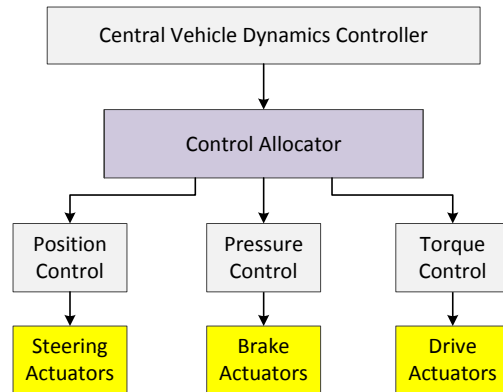 Central Vehicle Dynamics Controller
Control Allocator
Position
Control
Pressure
Control
Torque
Control
Steering
Actuators
Brake
Actuators
Drive
Actuators